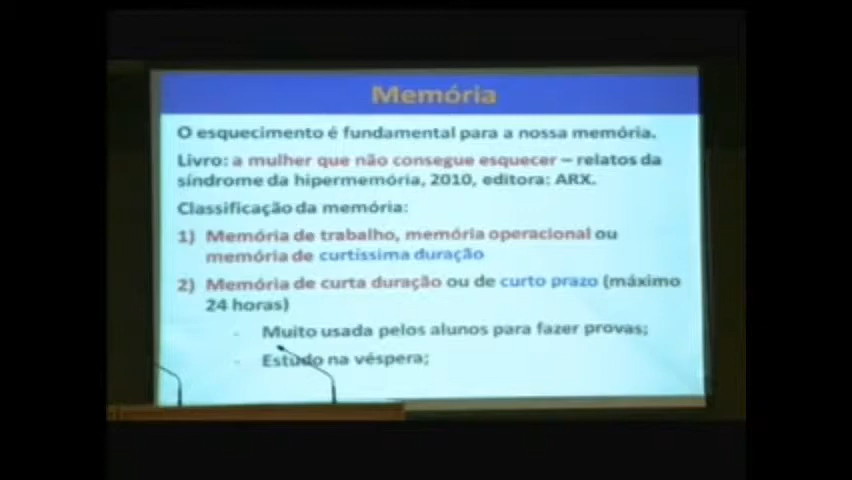 Memória
O esquecimento é fundamental para a nossa memória.
Livro: a mulher que não consegue esquecer – relatos da
síndrome da hipermemória, 2010, editora: ARX.
Classificação da memória:
1) Memória de trabalho, memória operacional ou
memória de curtíssima duração
2) Memória de curta duração ou de curto prazo (máximo
24 horas)
- Muito usada pelos alunos para fazer provas;
- Estudo na véspera;